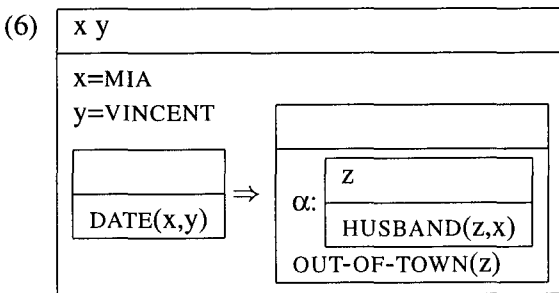 (6) x y
x=MIA
y=VINCENT
DATE(x,y) ⇒ α: z
HUSBAND(z,x)
OUT-OF-TOWN(z)